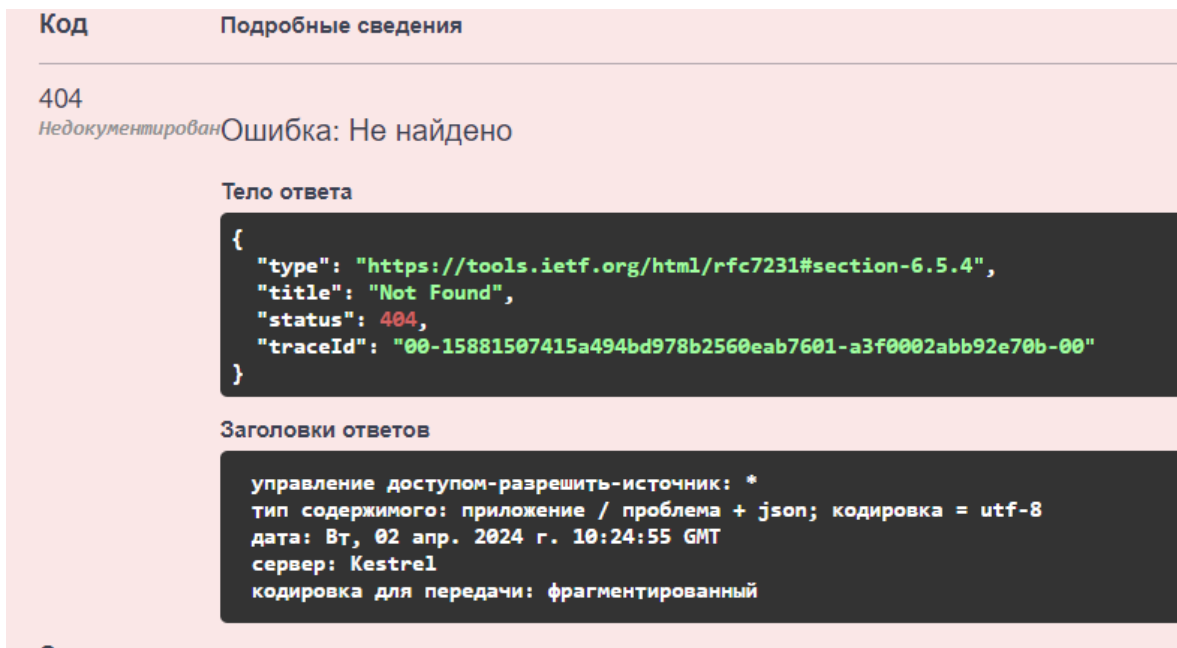 Код Подробные сведения
404
Недокументирован Ошибка: Не найдено
Тело ответа
{
"type": "https://tools.ietf.org/html/rfc7231#section-6.5.4",
"title": "Not Found",
"status": 404,
"traceId": "00-15881507415a494bd978b2560eab7601-a3f0002abb92e70b-00"
}
Заголовки ответов
управление доступом-разрешить-источник: *
тип содержимого: приложение / проблема + json; кодировка = utf-8
дата: Вт, 02 апр. 2024 г. 10:24:55 GMT
сервер: Kestrel
кодировка для передачи: фрагментированный